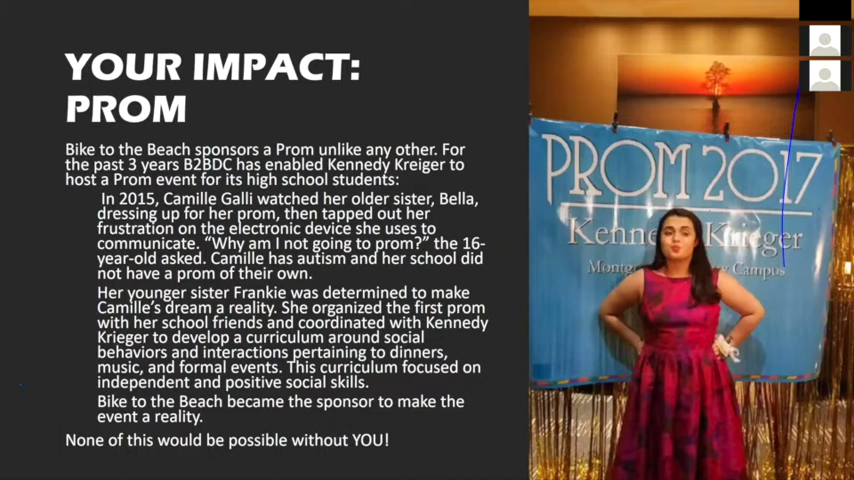 YOUR IMPACT:
PROM
Bike to the Beach sponsors a Prom unlike any other. For
the past 3 years B2BDC has enabled Kennedy Kreiger to
host a Prom event for its high school students:
In 2015, Camille Galli watched her older sister, Bella,
dressing up for her prom, then tapped out her
frustration on the electronic device she uses to
communicate. “Why am I not going to prom?” the 16-
year-old asked. Camille has autism and her school did
not have a prom of their own.
Her younger sister Frankie was determined to make
Camille’s dream a reality. She organized the first prom
with her school friends and coordinated with Kennedy
Krieger to develop a curriculum around social
behaviors and interactions pertaining to dinners,
music, and formal events. This curriculum focused on
independent and positive social skills.
Bike to the Beach became the sponsor to make the
event a reality.
None of this would be possible without YOU!
PROM 2017
Kenne Krieger
Montg Campus